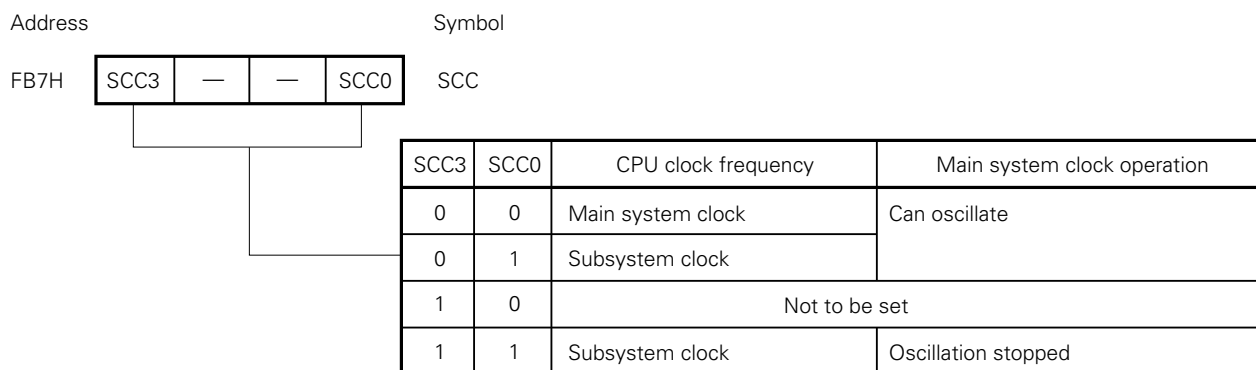 Address Symbol
FB7H SCC3 — — SCC0 SCC
SCC3 SCC0 CPU clock frequency Main system clock operation
0 0 Main system clock Can oscillate
0 1 Subsystem clock
1 0 Not to be set
1 1 Subsystem clock Oscillation stopped